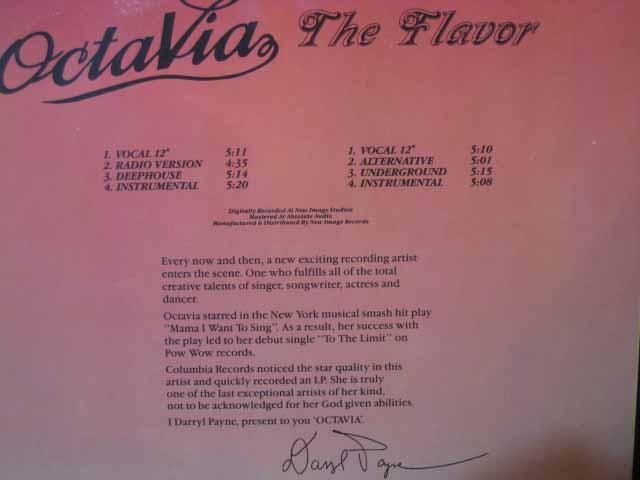 Octavia The Flavor
1. VOCAL 12" 5:11
2. RADIO VERSION 4:35
3. DEEPHOUSE 5:14
4. INSTRUMENTAL 5:20
1. VOCAL 12" 5:10
2. ALTERNATIVE 5:01
3. UNDERGROUND 5:15
4. INSTRUMENTAL 5:08
Digitally Recorded At New Image Studios
Mastered At Absolute Audio
Manufactured & Distributed By New Image Records
Every now and then, a new exciting recording artist
enters the scene. One who fulfills all of the total
creative talents of singer, songwriter, actress and
dancer.
Octavia starred in the New York musical smash hit play
"Mama I Want To Sing". As a result, her success with
the play led to her debut single "To The Limit" on
Pow Wow records.
Columbia Records noticed the star quality in this
artist and quickly recorded an LP. She is truly
one of the last exceptional artists of her kind,
not to be acknowledged for her God given abilities.
I Darryl Payne, present to you 'OCTAVIA'.
Darryl Payne